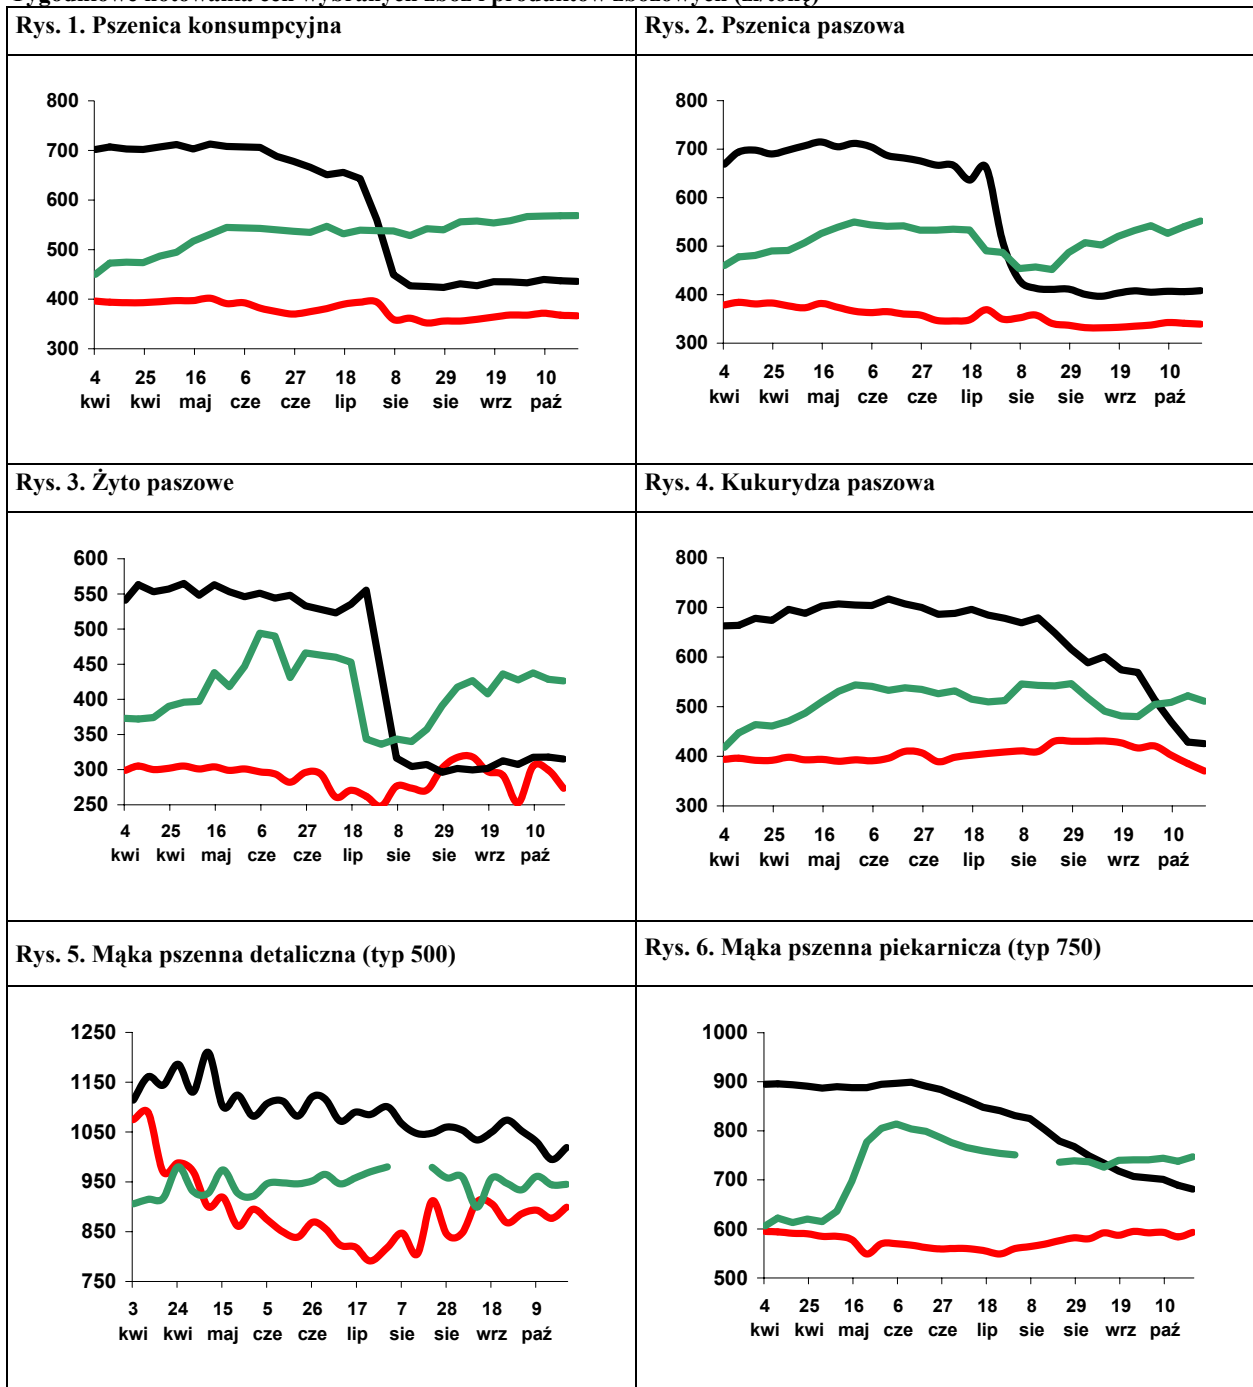 Tygodniowe notowania cen wybranych zbóż i produktów zbożowych (zł/tonę)
Rys. 1. Pszenica konsumpcyjna
Rys. 2. Pszenica paszowa
800
700
600
500
400
300
4 25 16 6 27 18 8 29 19 10
kwi kwi maj cze cze lip sie sie wrz paź
800
700
600
500
400
300
4 25 16 6 27 18 8 29 19 10
kwi kwi maj cze cze lip sie sie wrz paź
Rys. 3. Żyto paszowe
Rys. 4. Kukurydza paszowa
600
550
500
450
400
350
300
250
4 25 16 6 27 18 8 29 19 10
kwi kwi maj cze cze lip sie sie wrz paź
800
700
600
500
400
300
4 25 16 6 27 18 8 29 19 10
kwi kwi maj cze cze lip sie sie wrz paź
Rys. 5. Mąka pszenna detaliczna (typ 500)
Rys. 6. Mąka pszenna piekarnicza (typ 750)
1250
1150
1050
950
850
750
3 24 15 5 26 17 7 28 18 9
kwi kwi maj cze cze lip sie sie wrz paź
1000
900
800
700
600
500
4 25 16 6 27 18 8 29 19 10
kwi kwi maj cze cze lip sie sie wrz paź